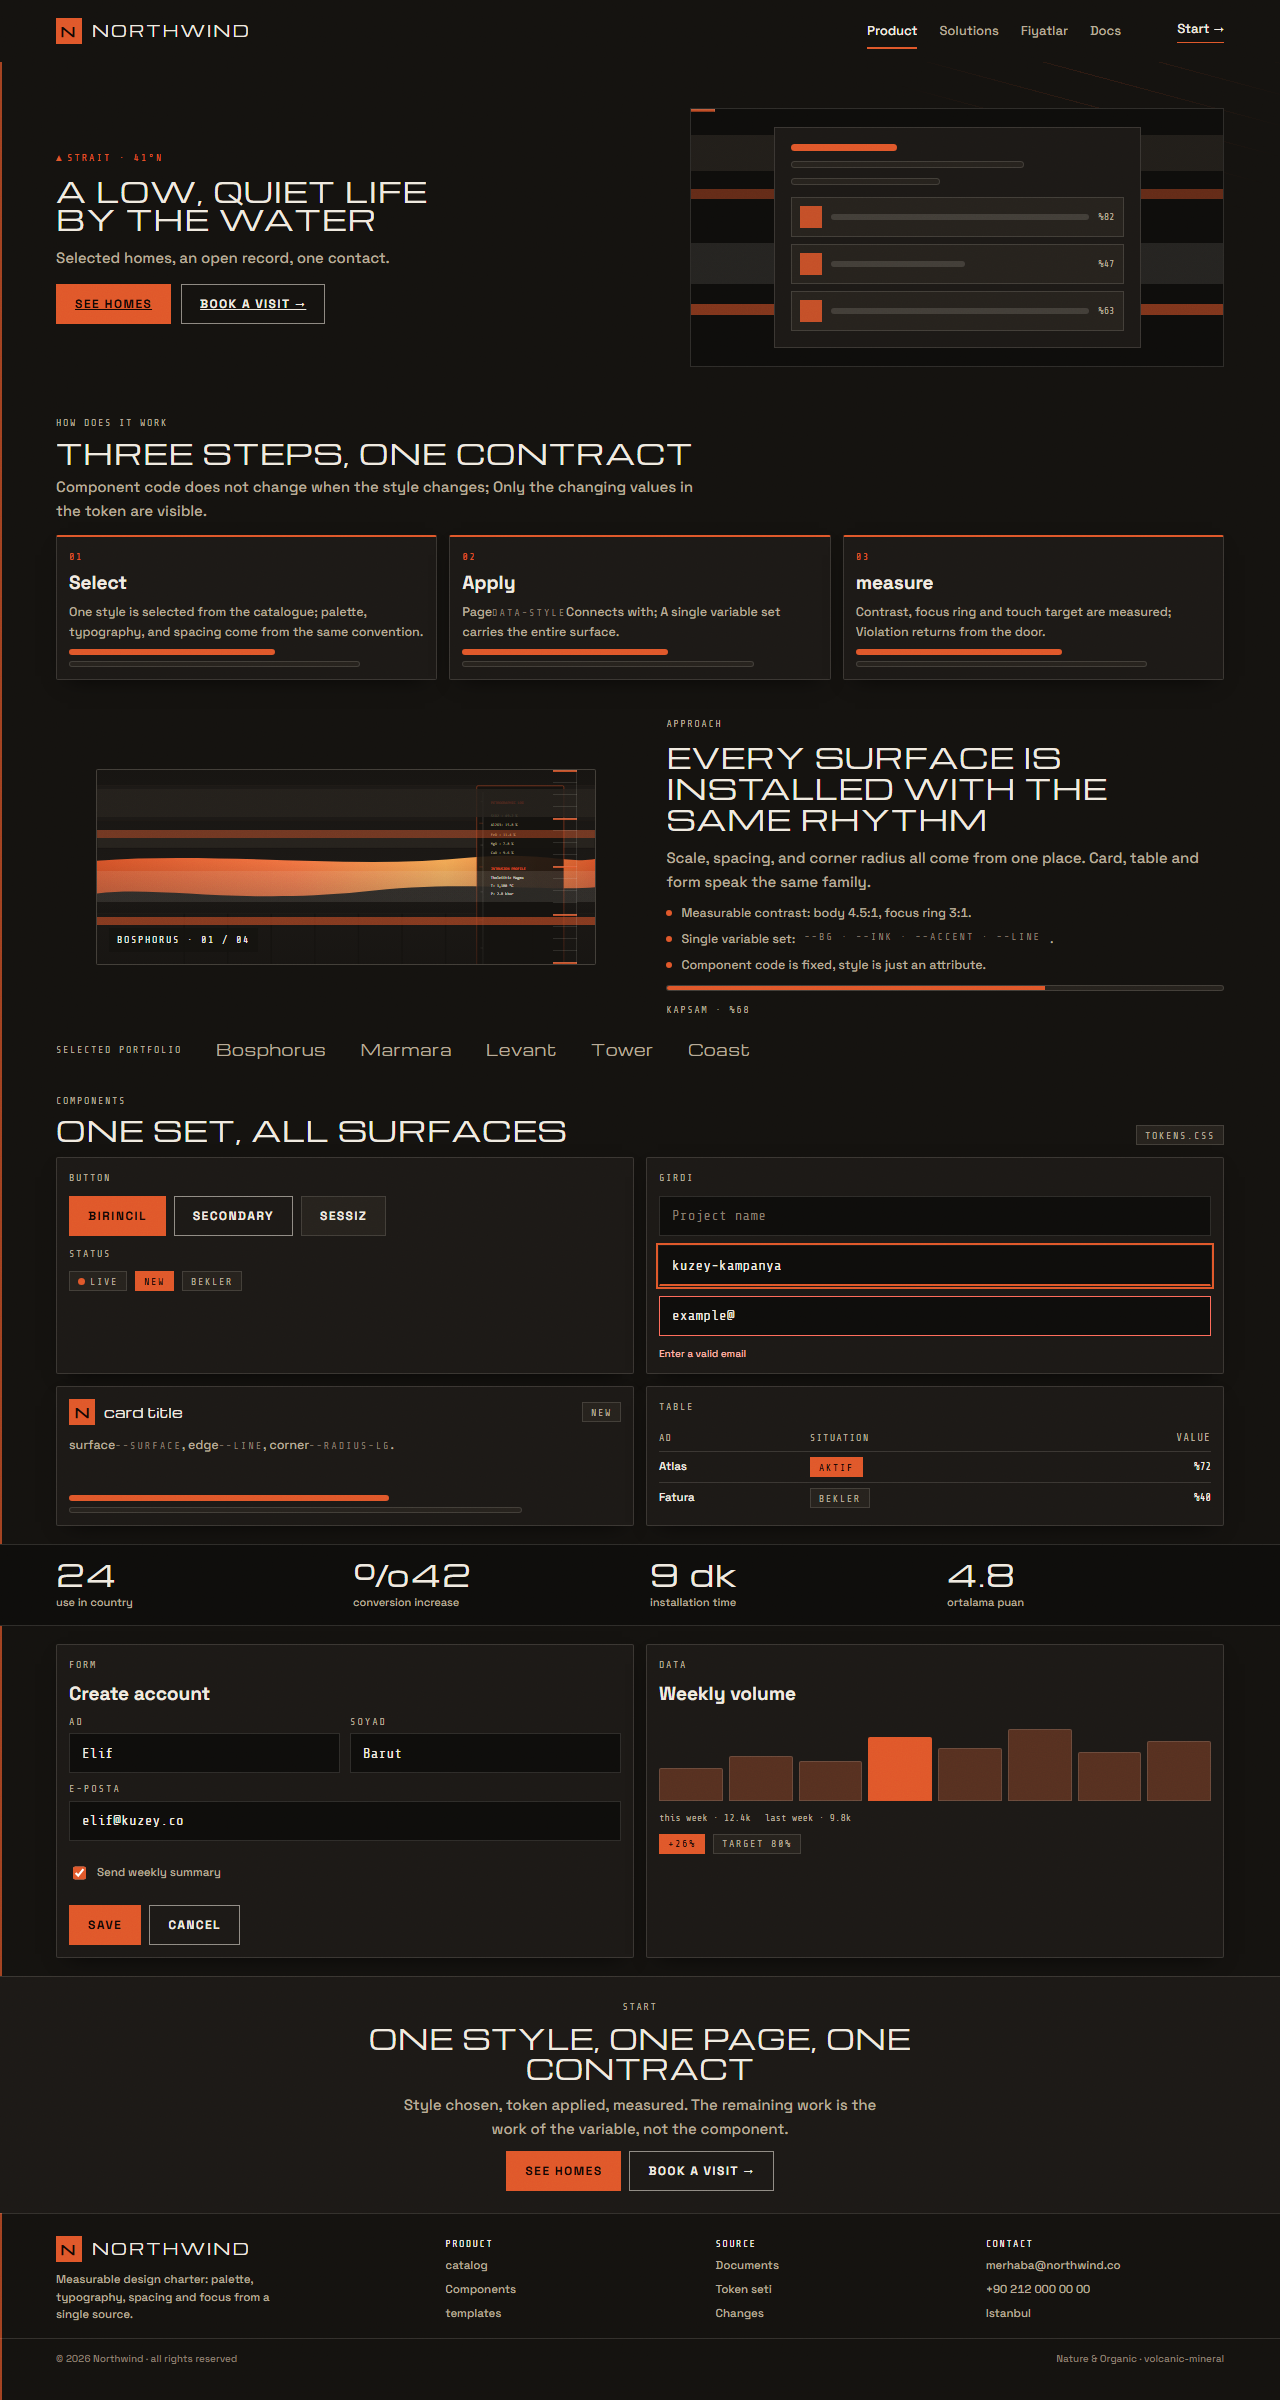 N NORTHWIND
Product Solutions Fiyatlar Docs Start →
▲ STRAIT · 41°N
A LOW, QUIET LIFE
BY THE WATER
Selected homes, an open record, one contact.
SEE HOMES BOOK A VISIT →
%82
%47
%63
HOW DOES IT WORK
THREE STEPS, ONE CONTRACT
Component code does not change when the style changes; Only the changing values in
the token are visible.
01
Select
One style is selected from the catalogue; palette,
typography, and spacing come from the same convention.
02
Apply
PageDATA-STYLEConnects with; A single variable set
carries the entire surface.
03
measure
Contrast, focus ring and touch target are measured;
Violation returns from the door.
BOSPHORUS · 01 / 04
APPROACH
EVERY SURFACE IS
INSTALLED WITH THE
SAME RHYTHM
Scale, spacing, and corner radius all come from one place. Card, table and
form speak the same family.
Measurable contrast: body 4.5:1, focus ring 3:1.
Single variable set: --BG · --INK · --ACCENT · --LINE .
Component code is fixed, style is just an attribute.
KAPSAM · %68
SELECTED PORTFOLIO Bosphorus Marmara Levant Tower Coast
COMPONENTS
ONE SET, ALL SURFACES
TOKENS.CSS
BUTTON
BIRINCIL SECONDARY SESSIZ
STATUS
LIVE NEW BEKLER
GIRDI
Project name
kuzey-kampanya
example@
Enter a valid email
N card title NEW
surface--SURFACE, edge--LINE, corner--RADIUS-LG.
TABLE
AD SITUATION VALUE
Atlas AKTIF %72
Fatura BEKLER %40
24 %42 9 dk 4.8
use in country conversion increase installation time ortalama puan
FORM
Create account
AD SOYAD
Elif Barut
E-POSTA
elif@kuzey.co
Send weekly summary
SAVE CANCEL
DATA
Weekly volume
this week · 12.4k last week · 9.8k
+26% TARGET 80%
START
ONE STYLE, ONE PAGE, ONE
CONTRACT
Style chosen, token applied, measured. The remaining work is the
work of the variable, not the component.
SEE HOMES BOOK A VISIT →
N NORTHWIND
Measurable design charter: palette,
typography, spacing and focus from a
single source.
PRODUCT
catalog
Components
templates
SOURCE
Documents
Token seti
Changes
CONTACT
merhaba@northwind.co
+90 212 000 00 00
Istanbul
© 2026 Northwind · all rights reserved
Nature & Organic · volcanic-mineral